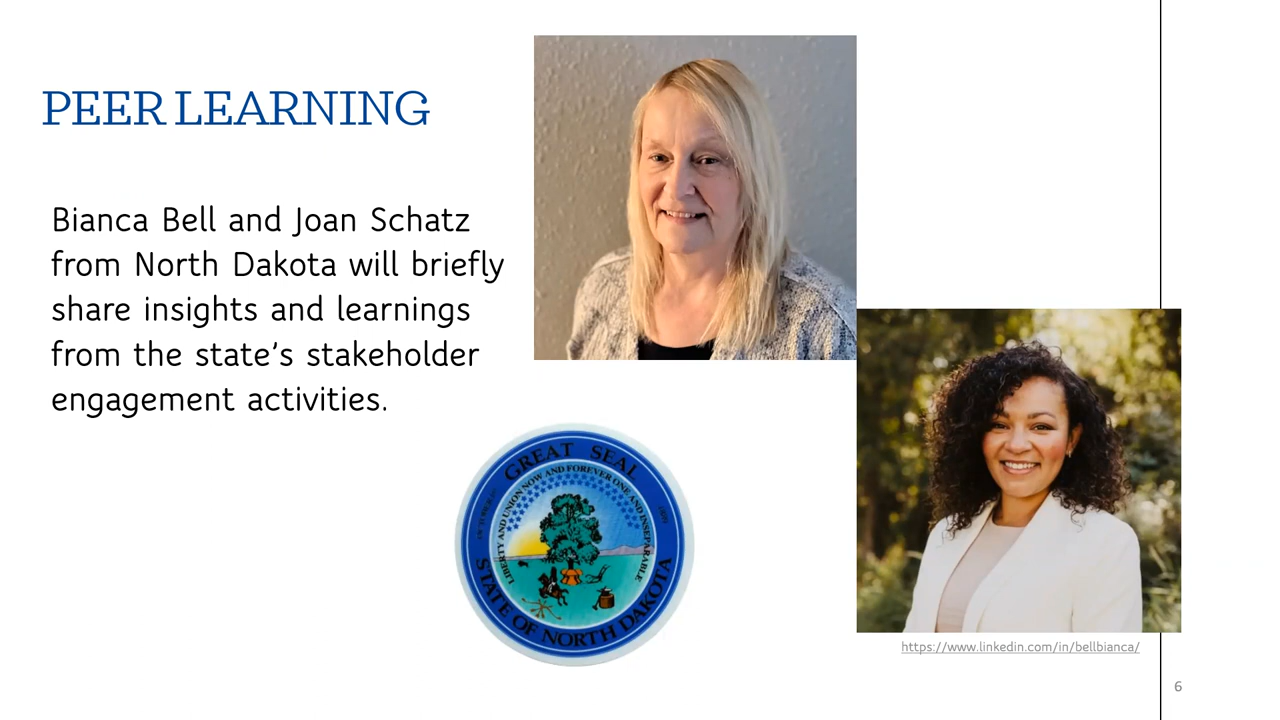 PEER LEARNING
Bianca Bell and Joan Schatz
from North Dakota will briefly
share insights and learnings
from the state's stakeholder
engagement activities.
GREAT SEAL
LIBERTY AND UNION NOW AND FOREVER ONE AND INSEPARABLE
STATE OF NORTH DAKOTA
https://www.linkedin.com/in/bellbianca/
6